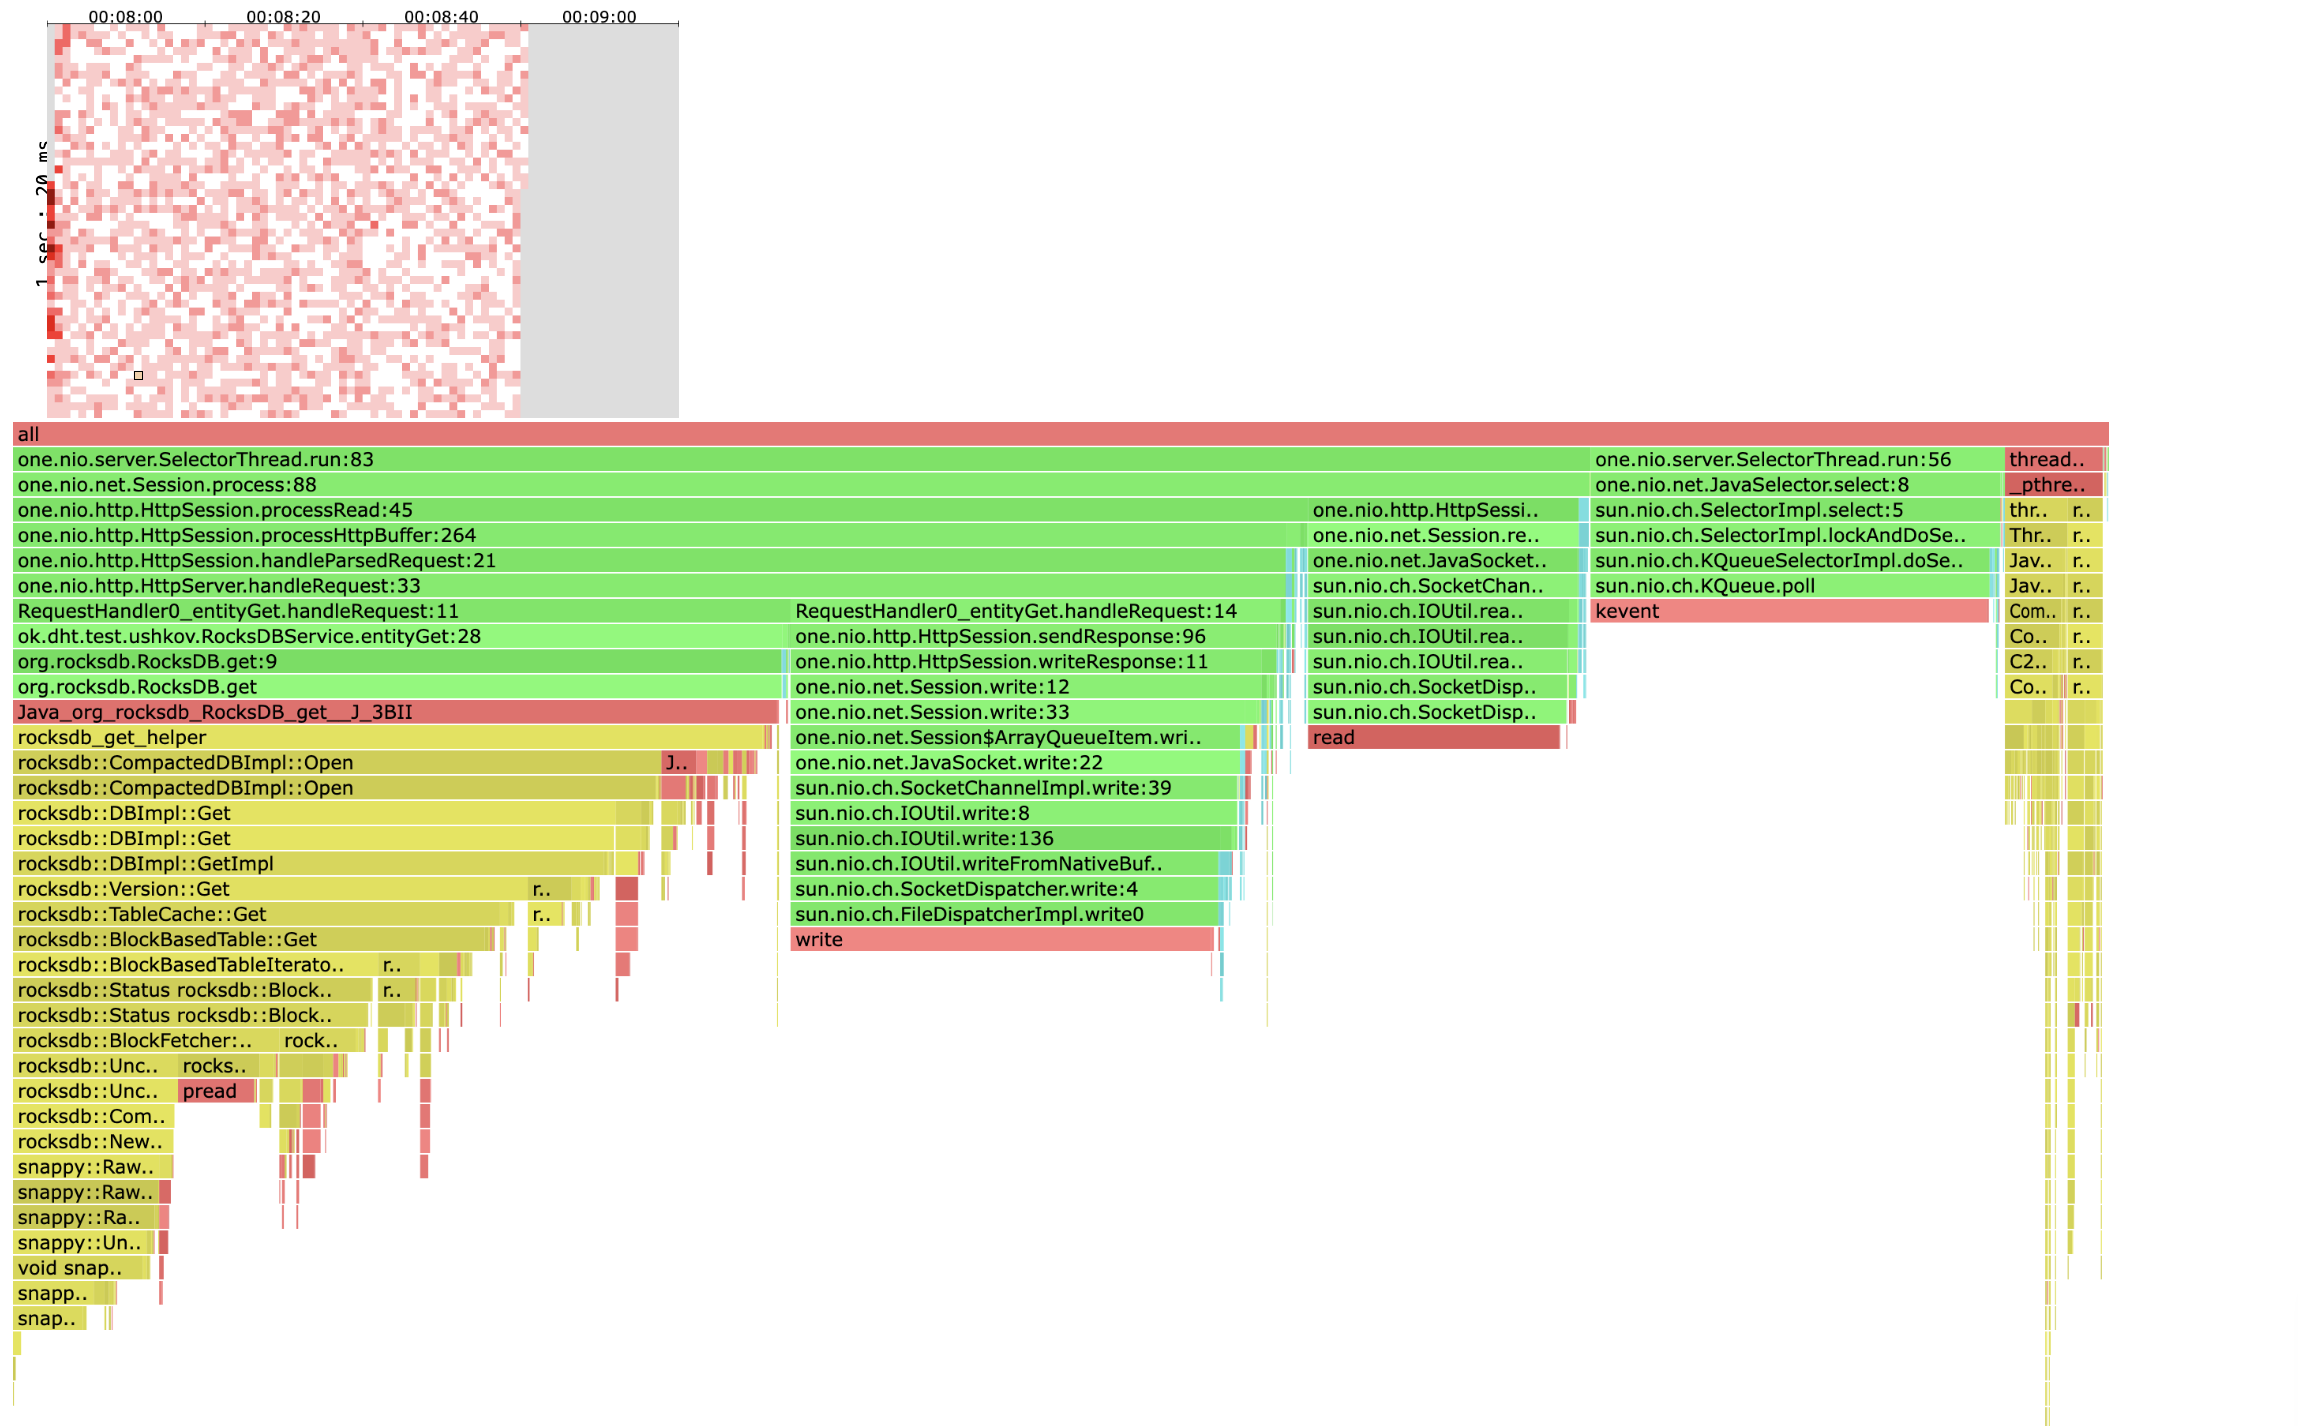 00:08:00 00:08:20 00:08:40 00:09:00
1 sec : 20 ms
all
one.nio.server.SelectorThread.run:83 one.nio.server.SelectorThread.run:56 thread..
one.nio.net.Session.process:88 one.nio.net.JavaSelector.select:8 _pthre..
one.nio.http.HttpSession.processRead:45 one.nio.http.HttpSessi.. sun.nio.ch.SelectorImpl.select:5 thr.. r..
one.nio.http.HttpSession.processHttpBuffer:264 one.nio.net.Session.re.. sun.nio.ch.SelectorImpl.lockAndDoSe.. Thr.. r..
one.nio.http.HttpSession.handleParsedRequest:21 one.nio.net.JavaSocket.. sun.nio.ch.KQueueSelectorImpl.doSe.. Jav.. r..
one.nio.http.HttpServer.handleRequest:33 sun.nio.ch.SocketChan.. sun.nio.ch.KQueue.poll Jav.. r..
RequestHandler0_entityGet.handleRequest:11 RequestHandler0_entityGet.handleRequest:14 sun.nio.ch.IOUtil.rea.. kevent Com.. r..
ok.dht.test.ushkov.RocksDBService.entityGet:28 one.nio.http.HttpSession.sendResponse:96 sun.nio.ch.IOUtil.rea.. Co.. r..
org.rocksdb.RocksDB.get:9 one.nio.http.HttpSession.writeResponse:11 sun.nio.ch.IOUtil.rea.. C2.. r..
org.rocksdb.RocksDB.get one.nio.net.Session.write:12 sun.nio.ch.SocketDisp.. Co.. r..
Java_org_rocksdb_RocksDB_get__J_3BII one.nio.net.Session.write:33 sun.nio.ch.SocketDisp..
rocksdb_get_helper one.nio.net.Session$ArrayQueueItem.wri.. read
rocksdb::CompactedDBImpl::Open J.. one.nio.net.JavaSocket.write:22
rocksdb::CompactedDBImpl::Open sun.nio.ch.SocketChannelImpl.write:39
rocksdb::DBImpl::Get sun.nio.ch.IOUtil.write:8
rocksdb::DBImpl::Get sun.nio.ch.IOUtil.write:136
rocksdb::DBImpl::GetImpl sun.nio.ch.IOUtil.writeFromNativeBuf..
rocksdb::Version::Get r.. sun.nio.ch.SocketDispatcher.write:4
rocksdb::TableCache::Get r.. sun.nio.ch.FileDispatcherImpl.write0
rocksdb::BlockBasedTable::Get write
rocksdb::BlockBasedTableIterato.. r..
rocksdb::Status rocksdb::Block.. r..
rocksdb::Status rocksdb::Block..
rocksdb::BlockFetcher:.. rock..
rocksdb::Unc.. rocks..
rocksdb::Unc.. pread
rocksdb::Com..
rocksdb::New..
snappy::Raw..
snappy::Raw..
snappy::Ra..
snappy::Un..
void snap..
snapp..
snap..